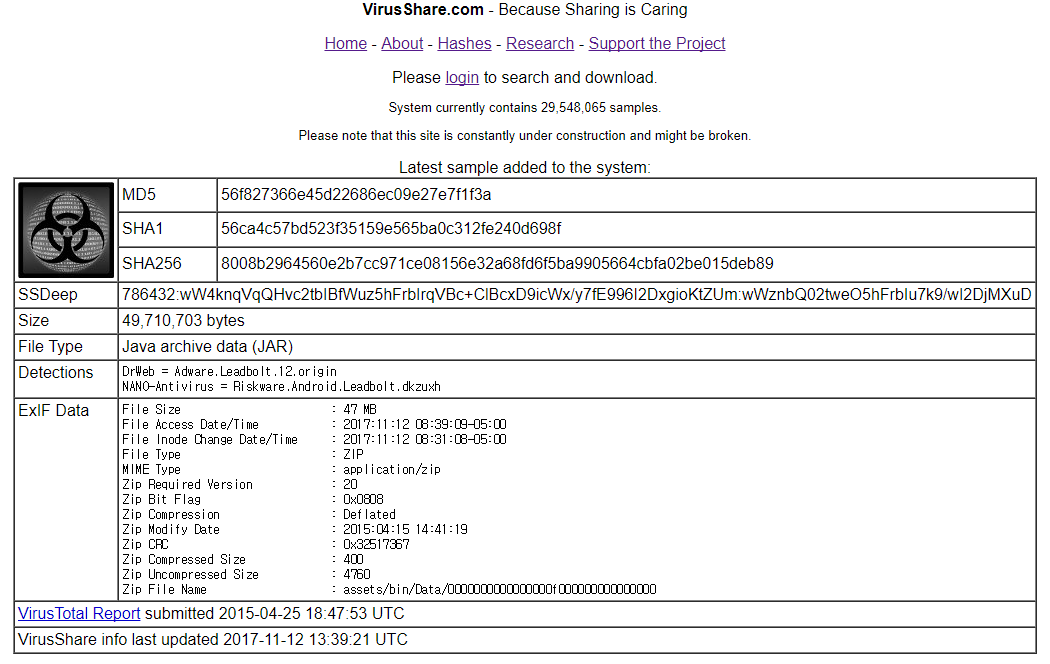 VirusShare.com - Because Sharing is Caring
Home - About - Hashes - Research - Support the Project
Please login to search and download.
System currently contains 29,548,065 samples.
Please note that this site is constantly under construction and might be broken.
Latest sample added to the system:
MD5 56f827366e45d22686ec09e27e7f1f3a
SHA1 56ca4c57bd523f35159e565ba0c312fe240d698f
SHA256 8008b2964560e2b7cc971ce08156e32a68fd6f5ba9905664cbfa02be015deb89
SSDeep 786432:wW4knqVqQHvc2tblBfWuz5hFrblrqVBc+ClBcxD9icWx/y7fE996I2DxgioKtZUm:wWznbQ02tweO5hFrblu7k9/wI2DjMXuD
Size 49,710,703 bytes
File Type Java archive data (JAR)
Detections DrWeb = Adware.Leadbolt.12.origin
NANO-Antivirus = Riskware.Android.Leadbolt.dkzuxh
ExIF Data File Size : 47 MB
File Access Date/Time : 2017:11:12 08:39:09-05:00
File Inode Change Date/Time : 2017:11:12 08:31:08-05:00
File Type : ZIP
MIME Type : application/zip
Zip Required Version : 20
Zip Bit Flag : 0x0808
Zip Compression : Deflated
Zip Modify Date : 2015:04:15 14:41:19
Zip CRC : 0x32517367
Zip Compressed Size : 400
Zip Uncompressed Size : 4760
Zip File Name : assets/bin/Data/0000000000000000f000000000000000
VirusTotal Report submitted 2015-04-25 18:47:53 UTC
VirusShare info last updated 2017-11-12 13:39:21 UTC